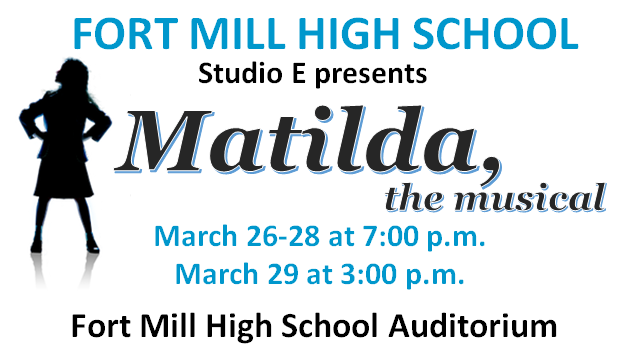 FORT MILL HIGH SCHOOL
Studio E presents
Matilda,
the musical
March 26-28 at 7:00 p.m.
March 29 at 3:00 p.m.
Fort Mill High School Auditorium